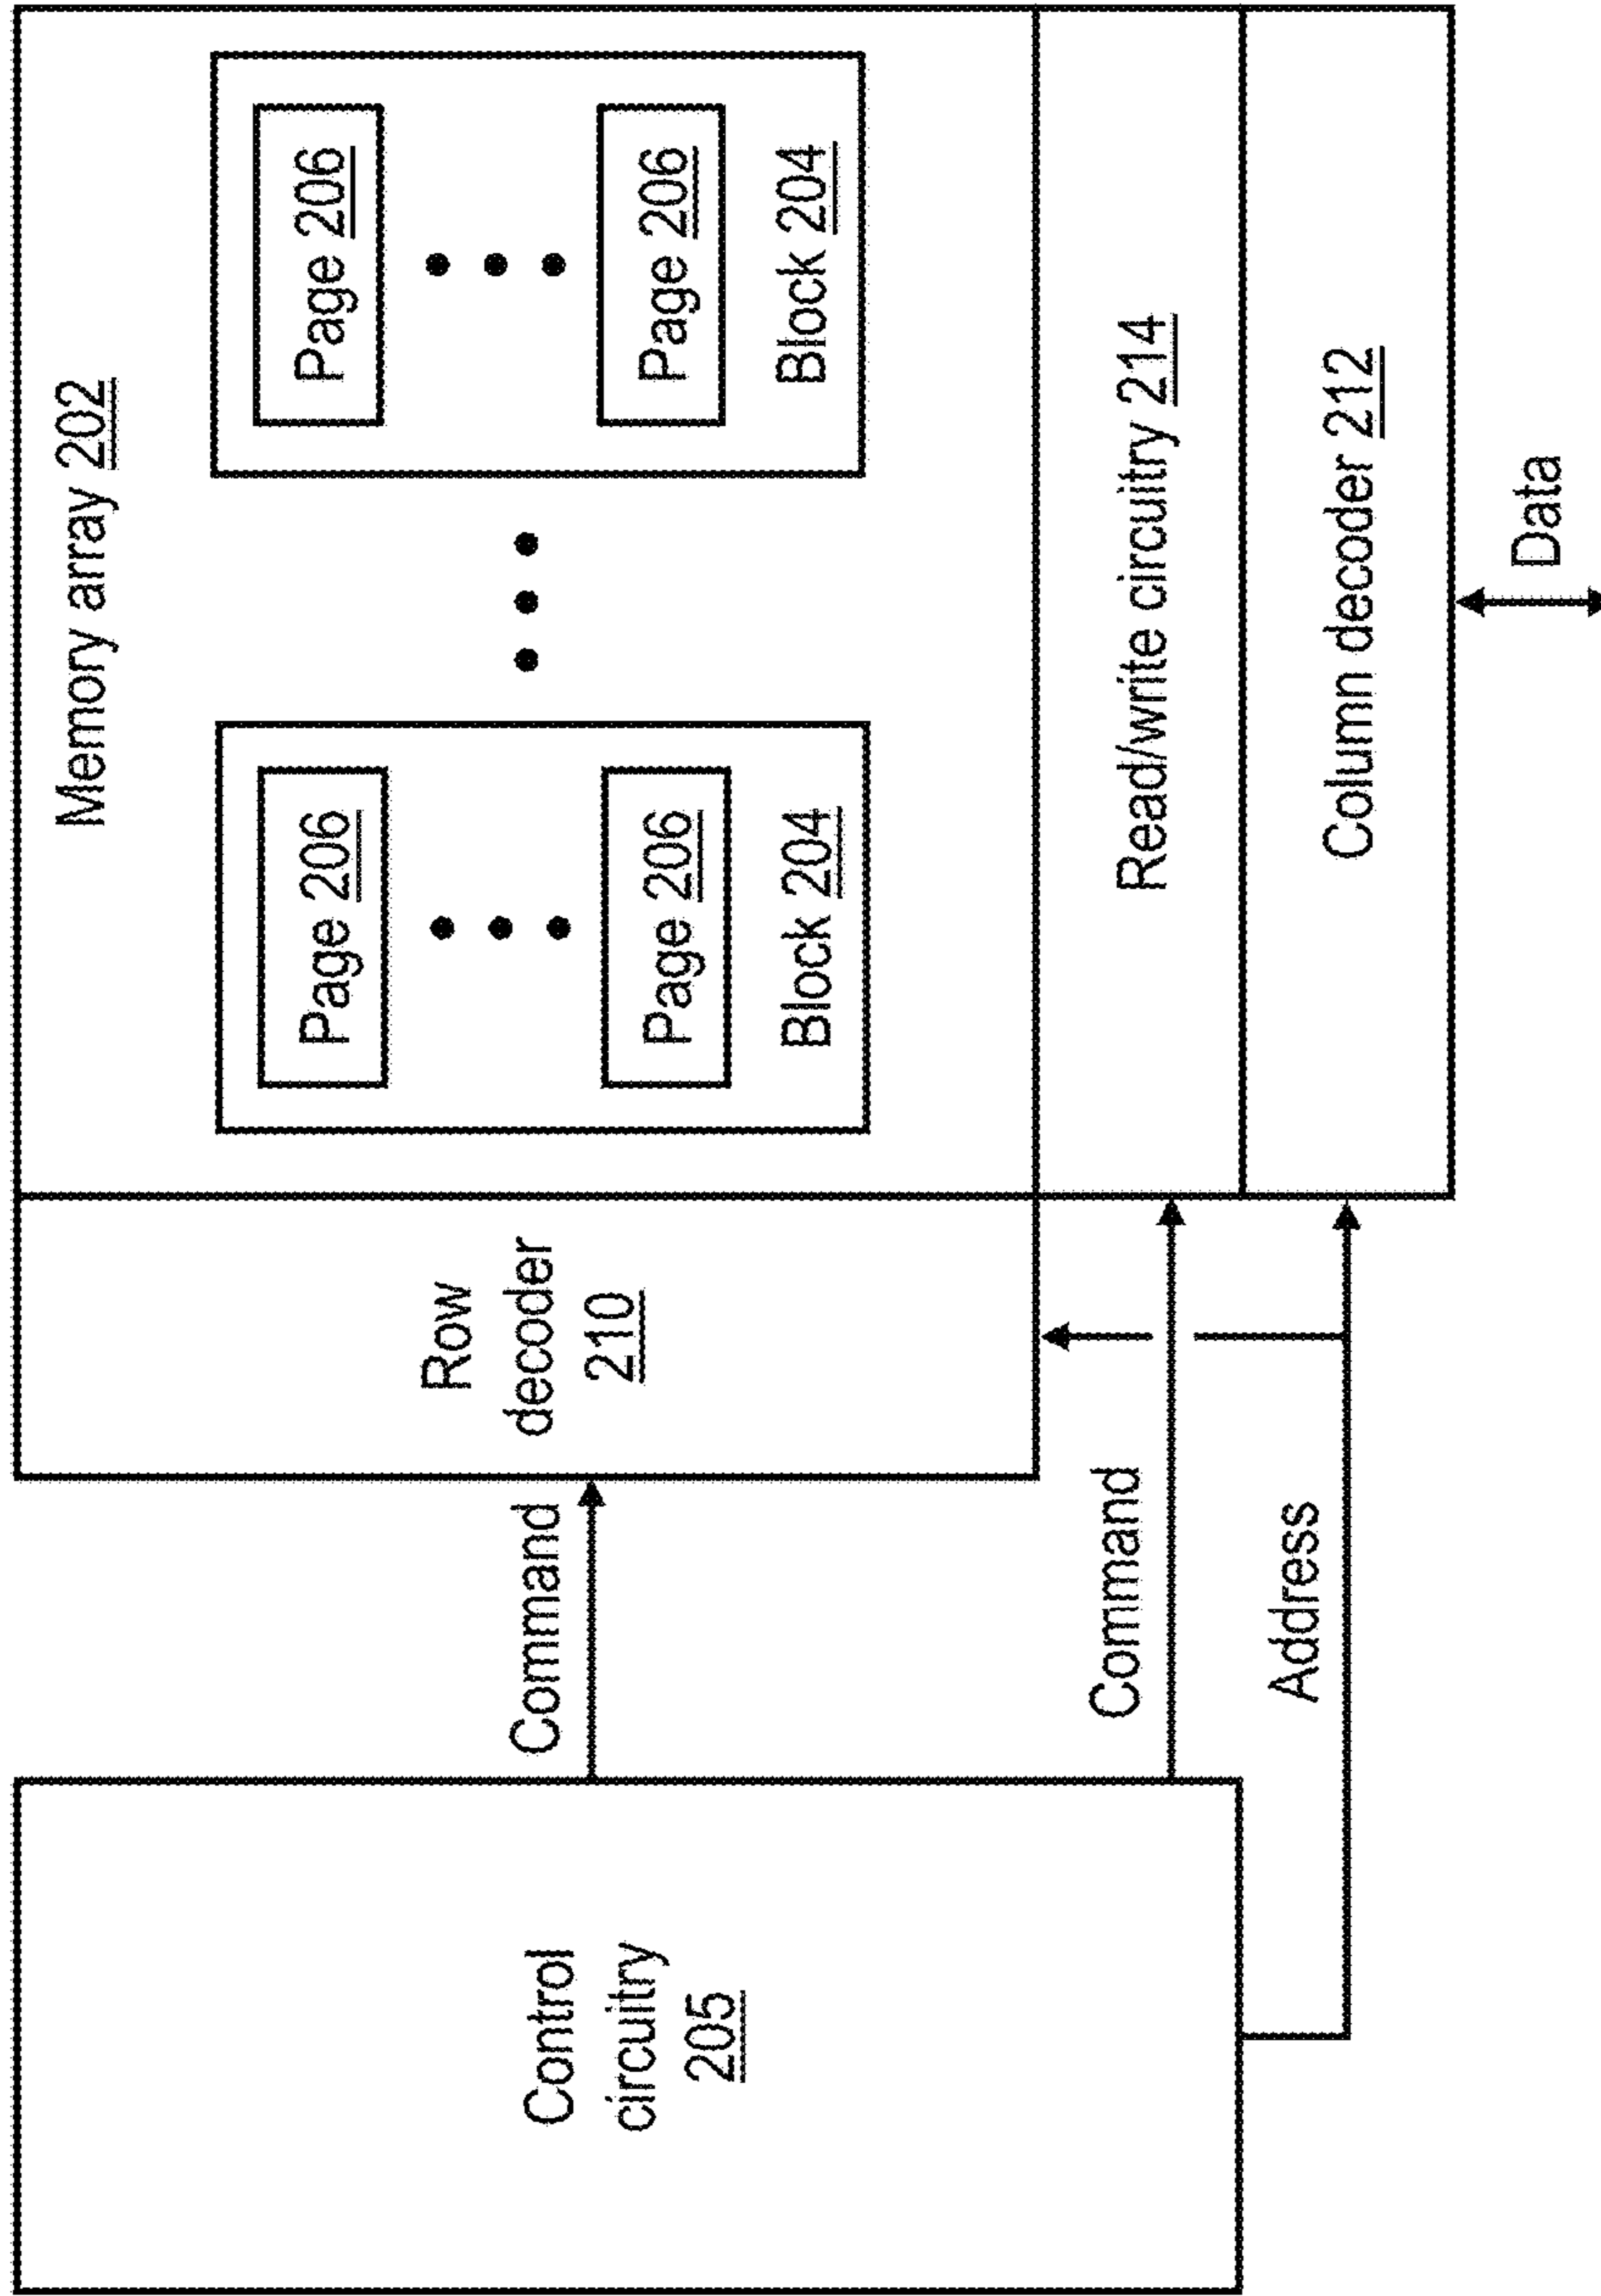 Memory array 202
Page 206
Page 206
Block 204
Page 206
Page 206
Block 204
Row
decoder
210
Read/write circuitry 214
Column decoder 212
Data
Control
circuitry
205
Command
Command
Address